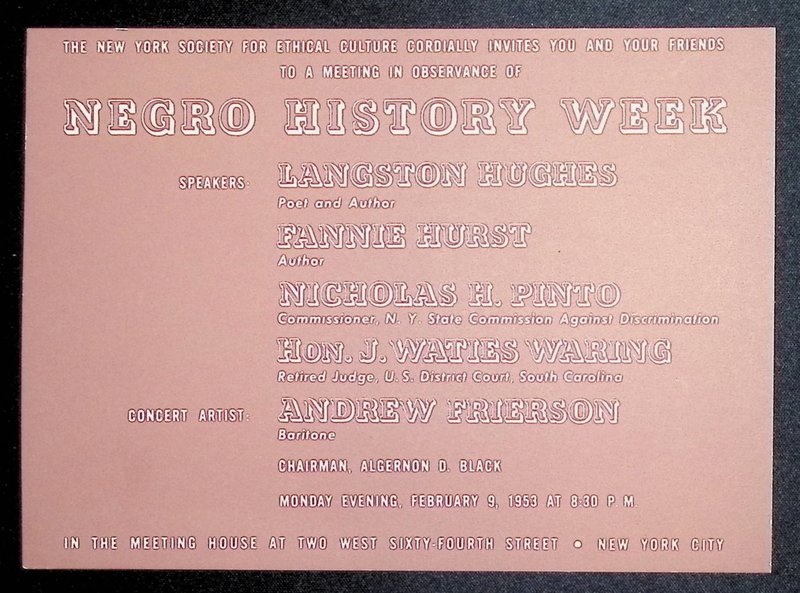 THE NEW YORK SOCIETY FOR ETHICAL CULTURE CORDIALLY INVITES YOU AND YOUR FRIENDS
TO A MEETING IN OBSERVANCE OF
NEGRO HISTORY WEEK
SPEAKERS: LANGSTON HUGHES
Poet and Author
FANNIE HURST
Author
NICHOLAS H. PINTO
Commissioner, N. Y. State Commission Against Discrimination
HON. J. WATIES WARING
Retired Judge, U. S. District Court, South Carolina
CONCERT ARTIST: ANDREW FRIERSON
Baritone
CHAIRMAN, ALGERNON D. BLACK
MONDAY EVENING, FEBRUARY 9, 1953 AT 8:30 P. M.
IN THE MEETING HOUSE AT TWO WEST SIXTY-FOURTH STREET • NEW YORK CITY